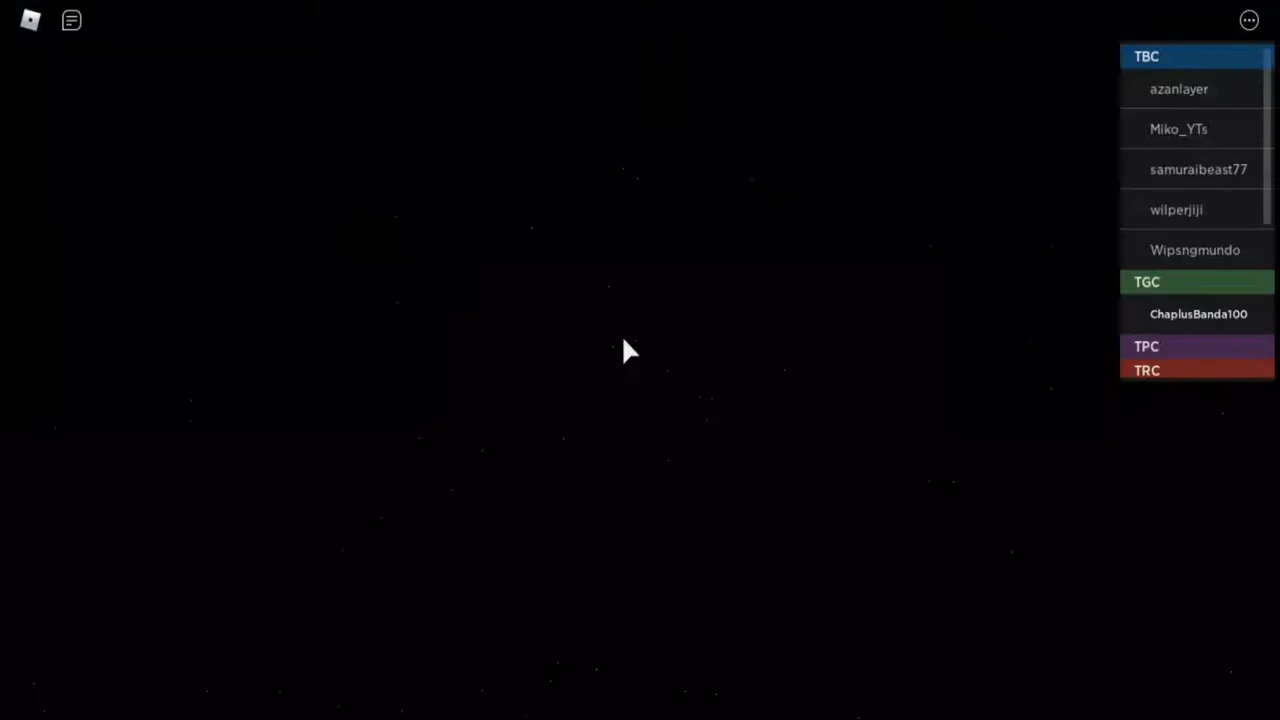 TBC
azanlayer
Miko_YTs
samuraibeast77
wilperjiji
Wipsngmundo
TGC
ChaplusBanda100
TPC
TRC